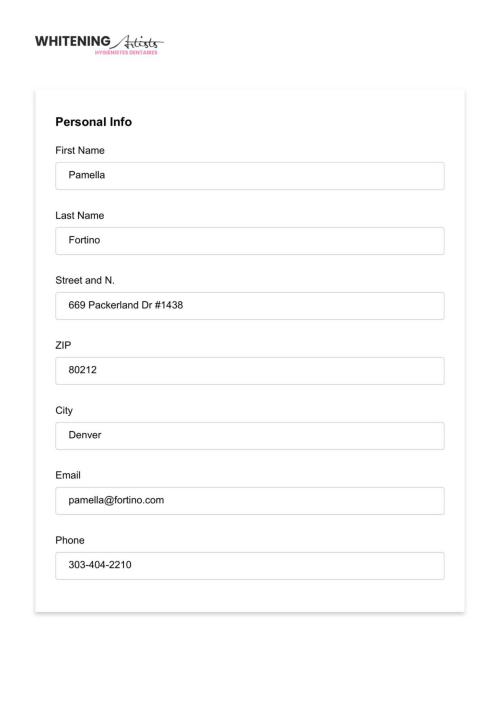 WHITENING Artists
HYGIÉNISTES DENTAIRES
Personal Info
First Name
Pamella
Last Name
Fortino
Street and N.
669 Packerland Dr #1438
ZIP
80212
City
Denver
Email
pamella@fortino.com
Phone
303-404-2210